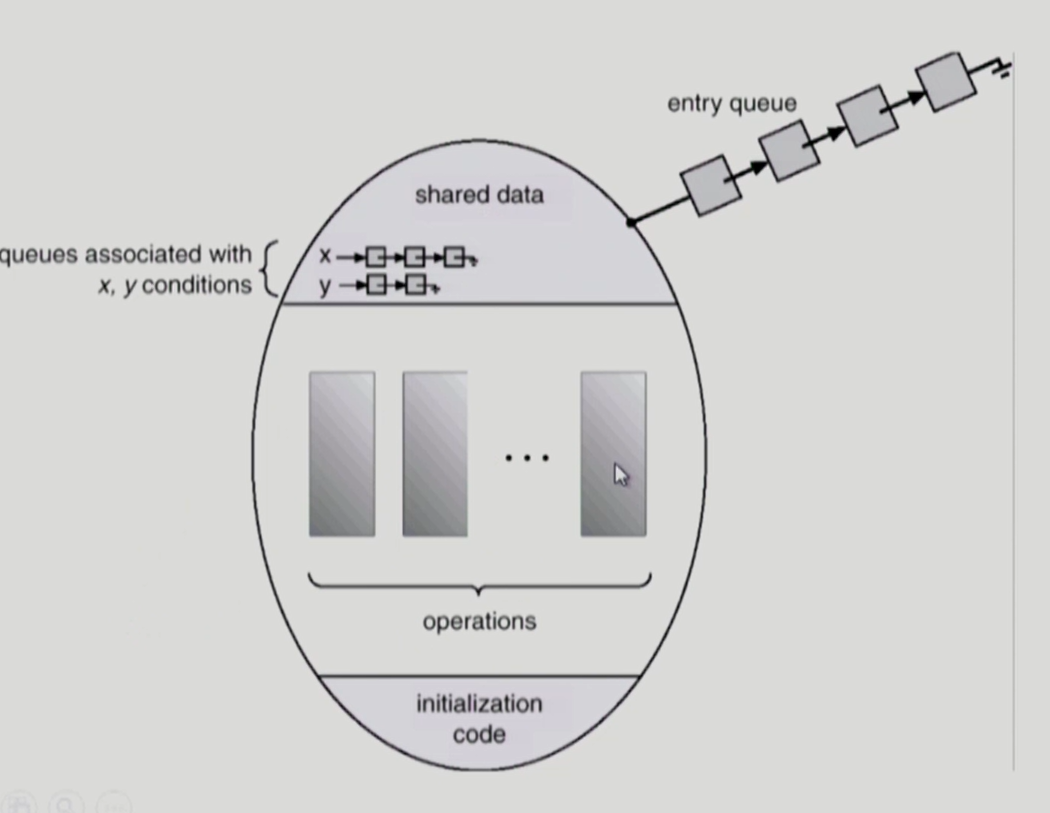 entry queue
shared data
queues associated with
x, y conditions
x
y
...
operations
initialization
code